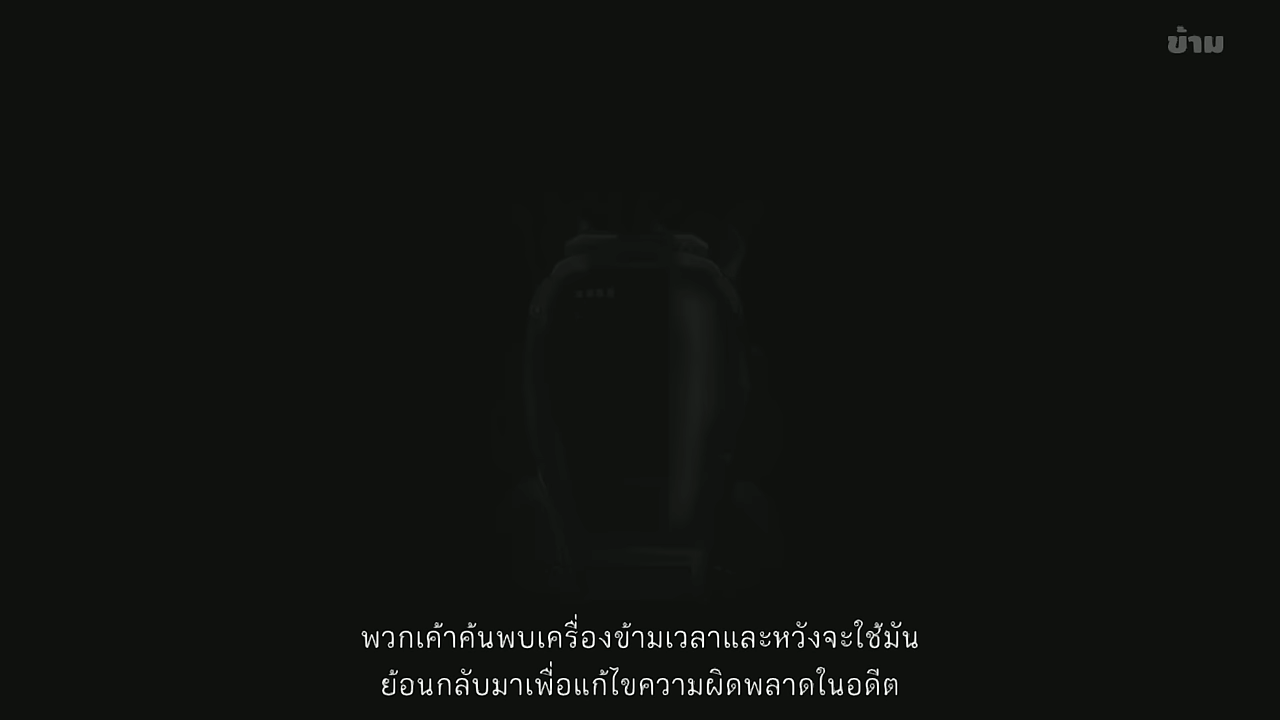 ข้าม
พวกเค้าค้นพบเครื่องข้ามเวลาและหวังจะใช้มัน
ย้อนกลับมาเพื่อแก้ไขความผิดพลาดในอดีต